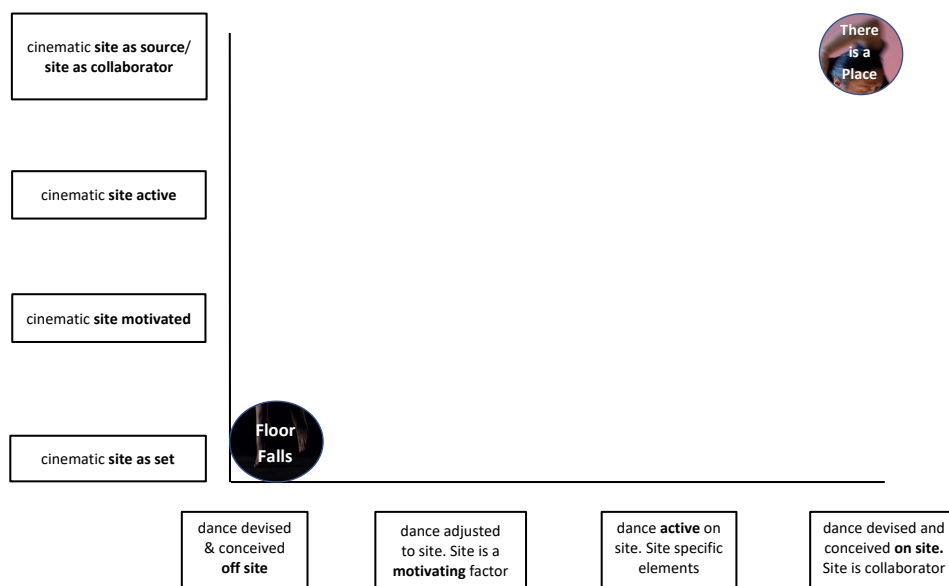 cinematic site as source/
site as collaborator
There
is a
Place
cinematic site active
cinematic site motivated
Floor
Falls
cinematic site as set
dance devised
& conceived
off site
dance adjusted
to site. Site is a
motivating factor
dance active on
site. Site specific
elements
dance devised and
conceived on site.
Site is collaborator